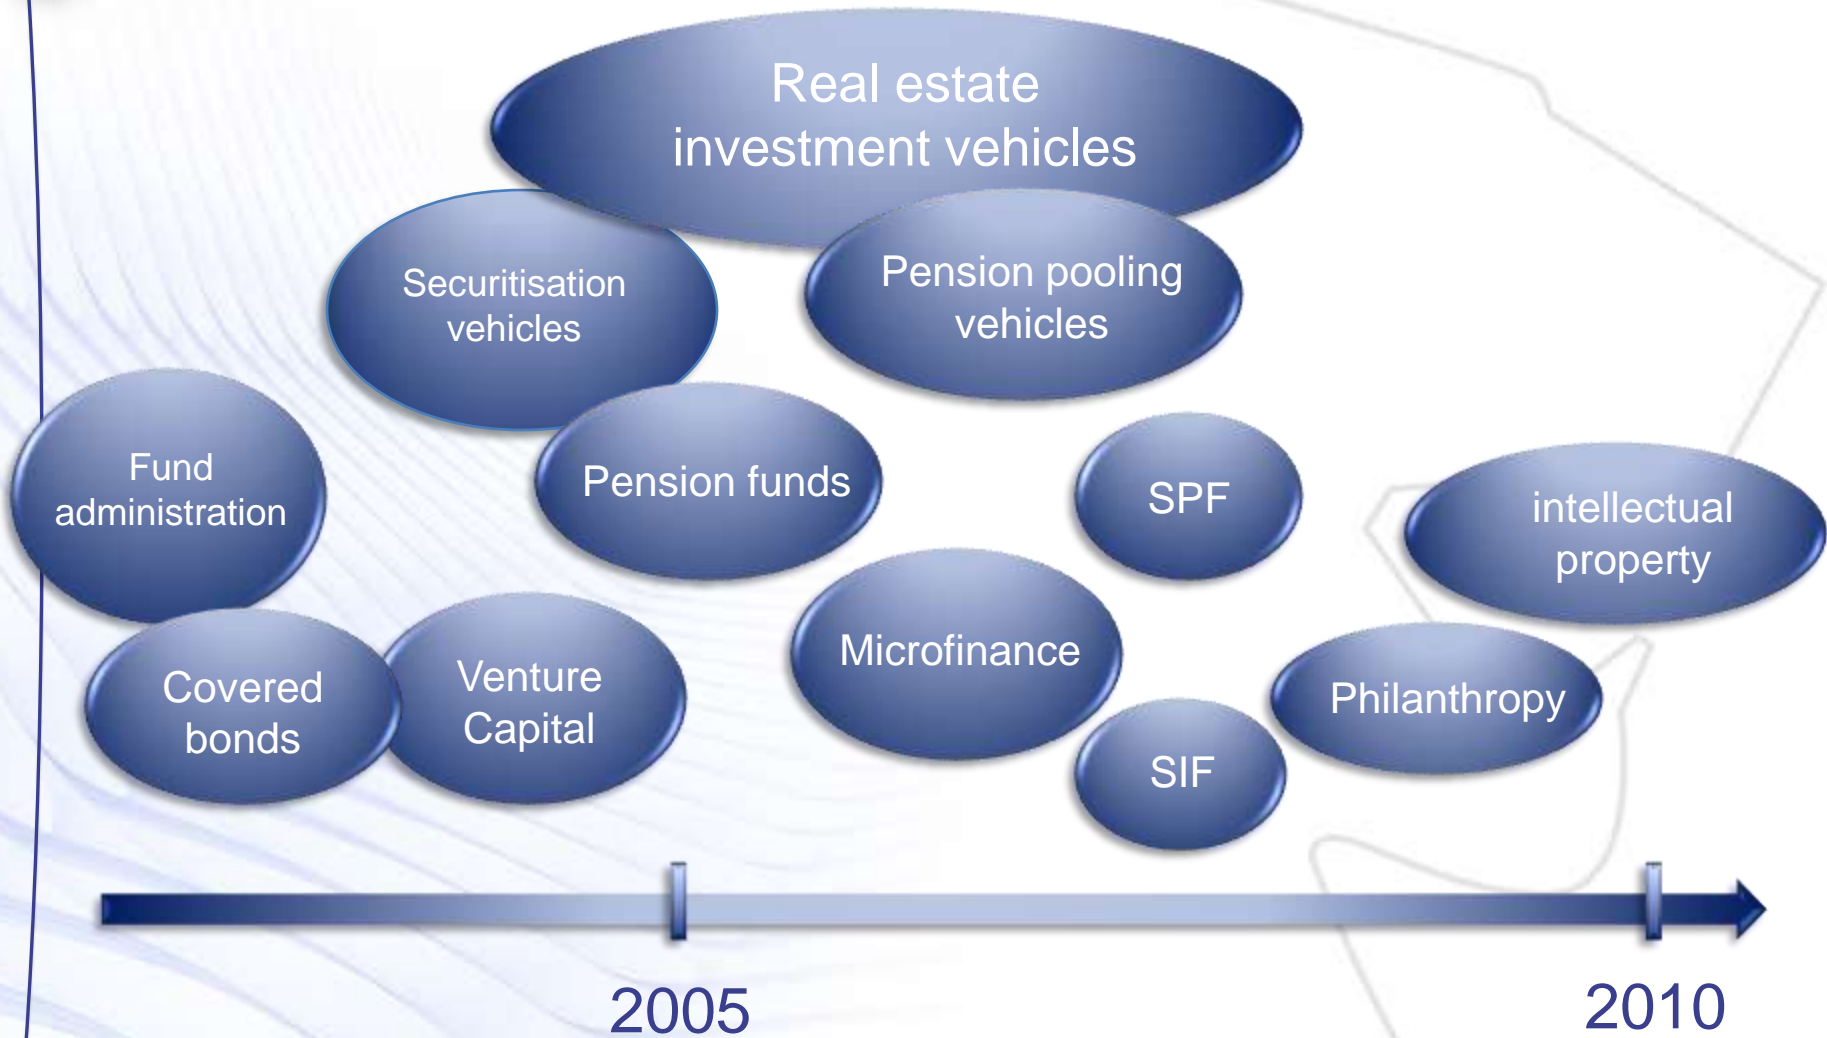 Real estate
investment vehicles
Securitisation
vehicles
Pension pooling
vehicles
Fund
administration
Pension funds
SPF
intellectual
property
Covered
bonds
Venture
Capital
Microfinance
Philanthropy
SIF
2005
2010